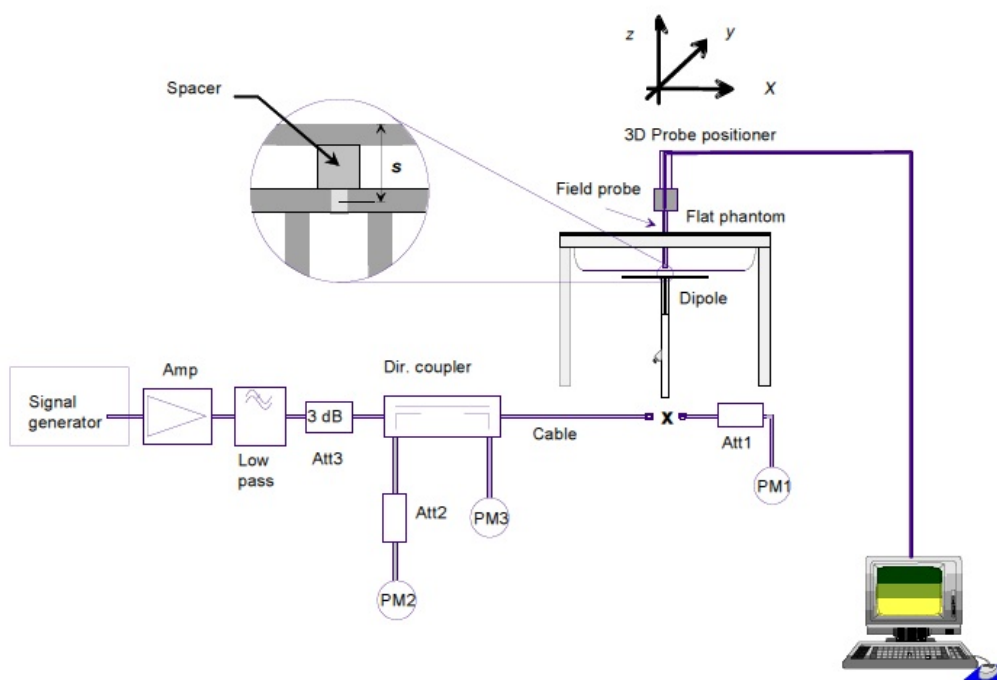 z
y
x
Spacer
s
3D Probe positioner
Field probe
Flat phantom
Dipole
Signal
generator
Amp
Low
pass
3 dB
Att3
Dir. coupler
Cable
X
Att1
PM1
Att2
PM3
PM2